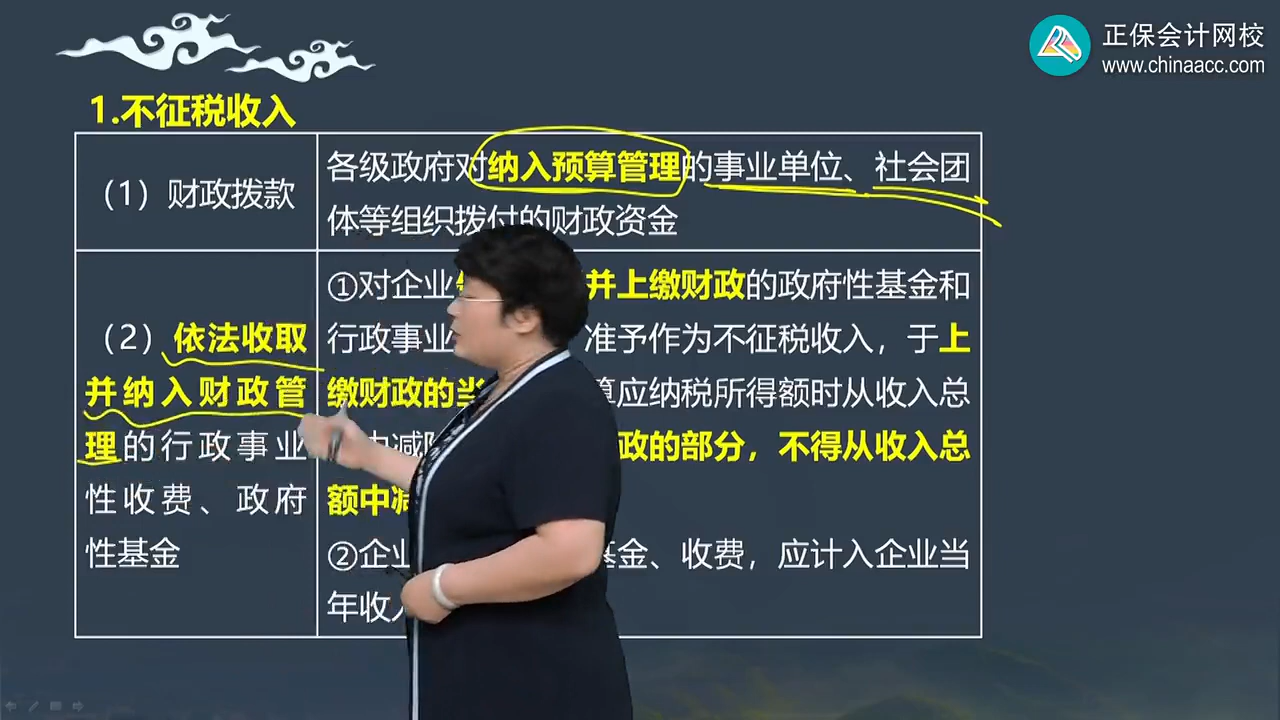 正保会计网校
www.chinaacc.com
1.不征税收入
（1）财政拨款
各级政府对纳入预算管理的事业单位、社会团
体等组织拨付的财政资金
（2）依法收取
并纳入财政管
理的行政事业
性收费、政府
性基金
①对企业 并上缴财政的政府性基金和
行政事业 准予作为不征税收入，于上
缴财政的当 算应纳税所得额时从收入总
中减 政的部分，不得从收入总
额中减
②企业 基金、收费，应计入企业当
年收入